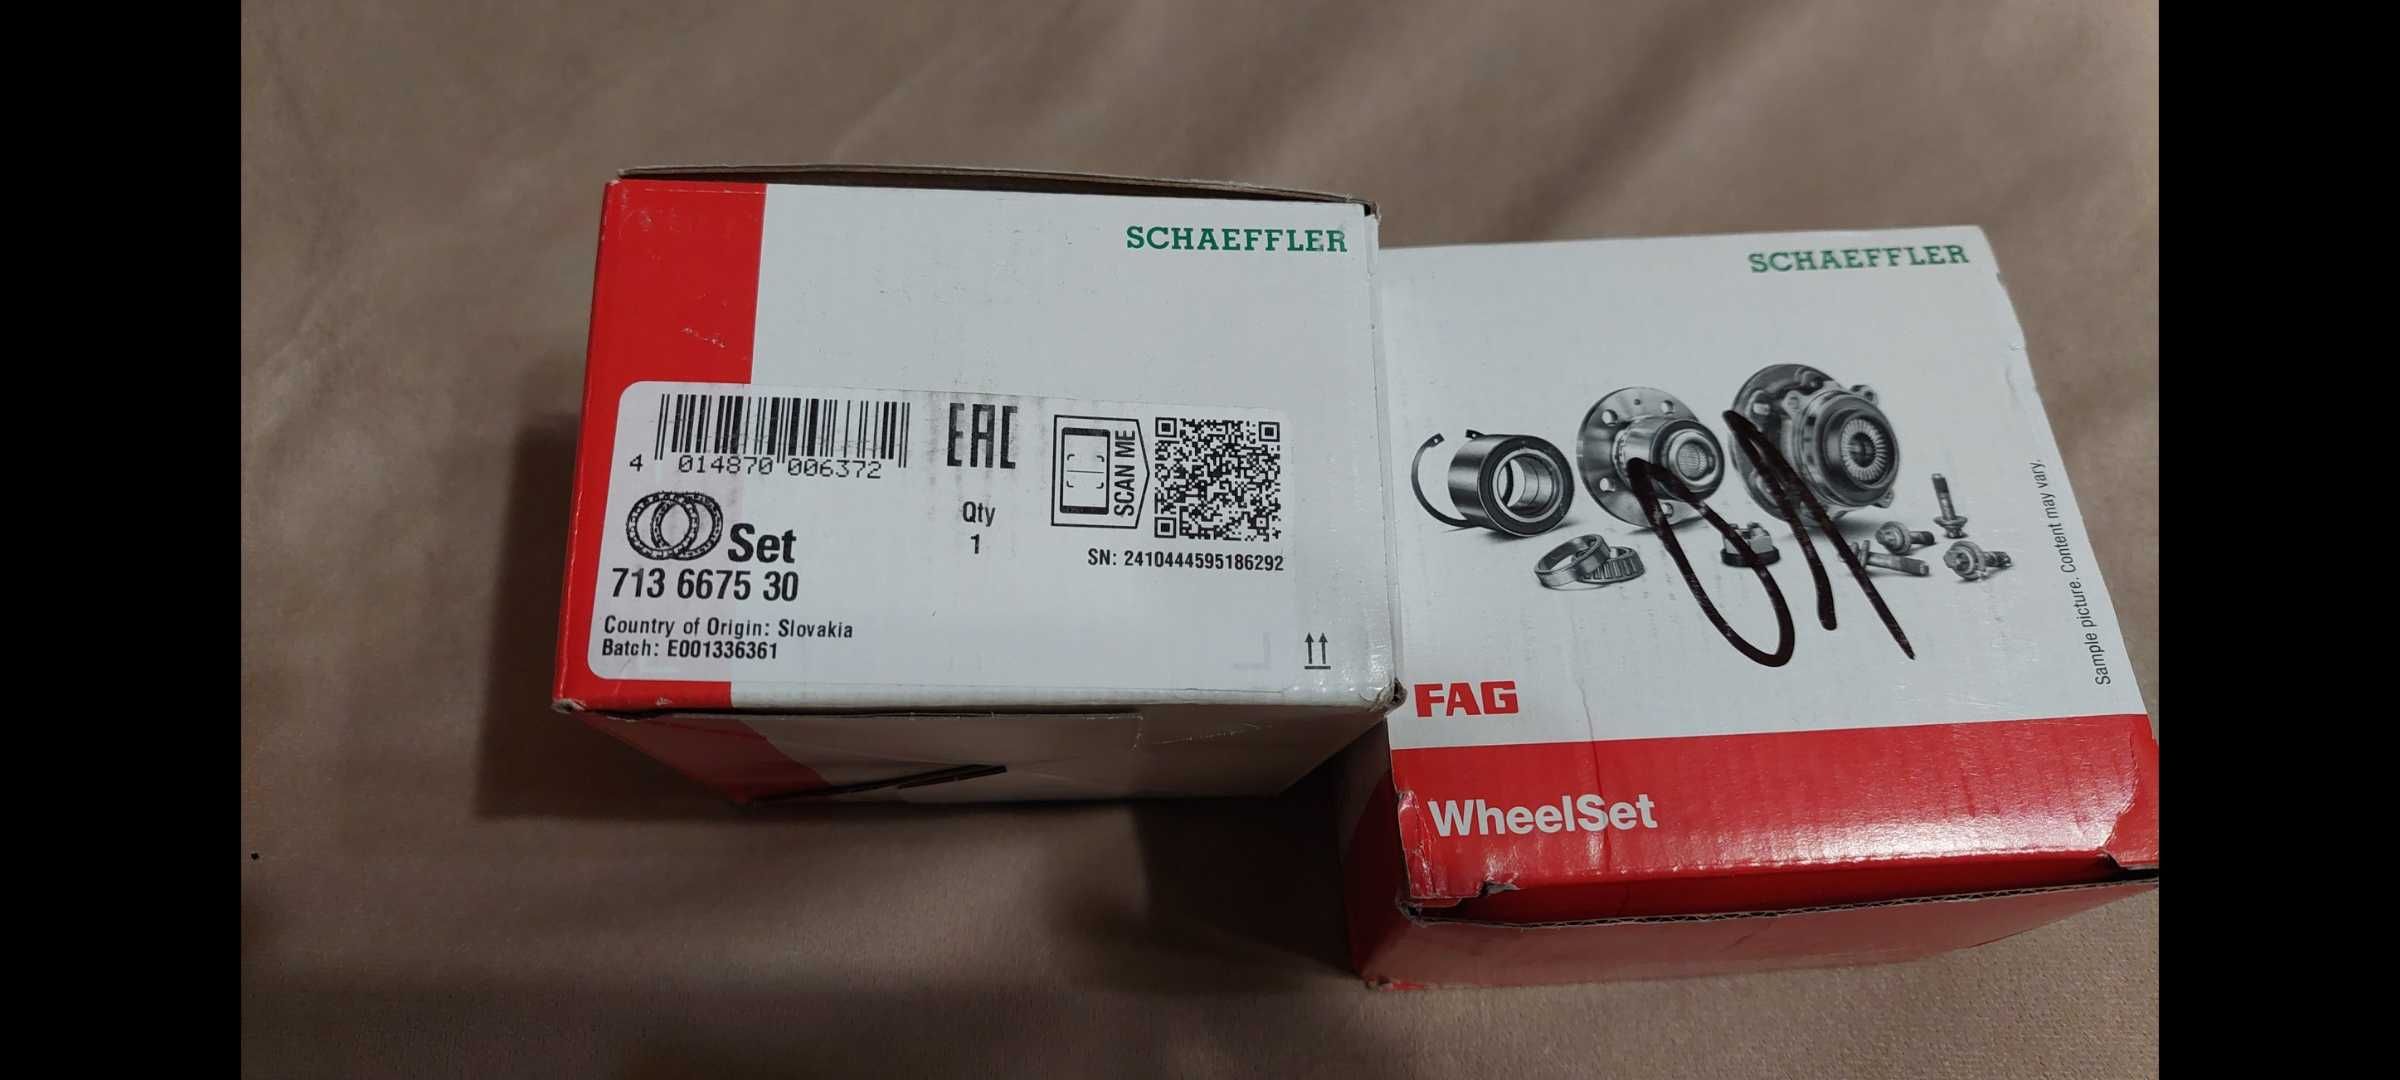 SCHAEFFLER
4 014870 006372
EAC
SCAN ME
Set
Qty
1
713 6675 30
SN: 2410444595186292
Country of Origin: Slovakia
Batch: E001336361
SCHAEFFLER
Sample picture. Content may vary.
FAG
WheelSet